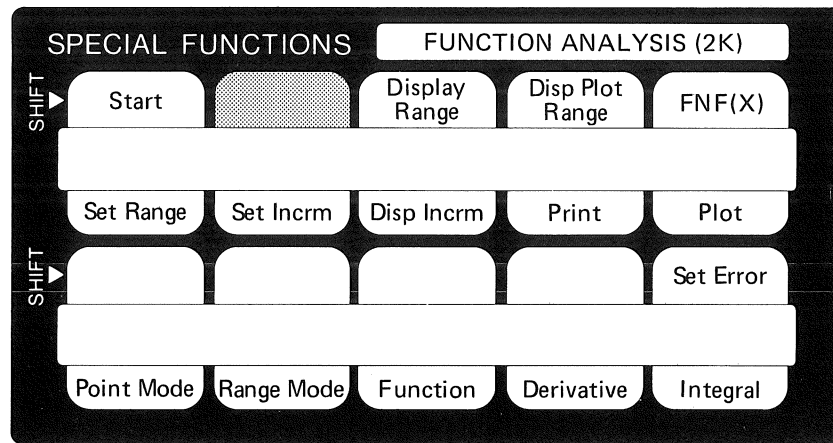 SPECIAL FUNCTIONS FUNCTION ANALYSIS (2K)
SHIFT Start Display Range Disp Plot Range FNF(X)
Set Range Set Incrm Disp Incrm Print Plot
SHIFT Set Error
Point Mode Range Mode Function Derivative Integral